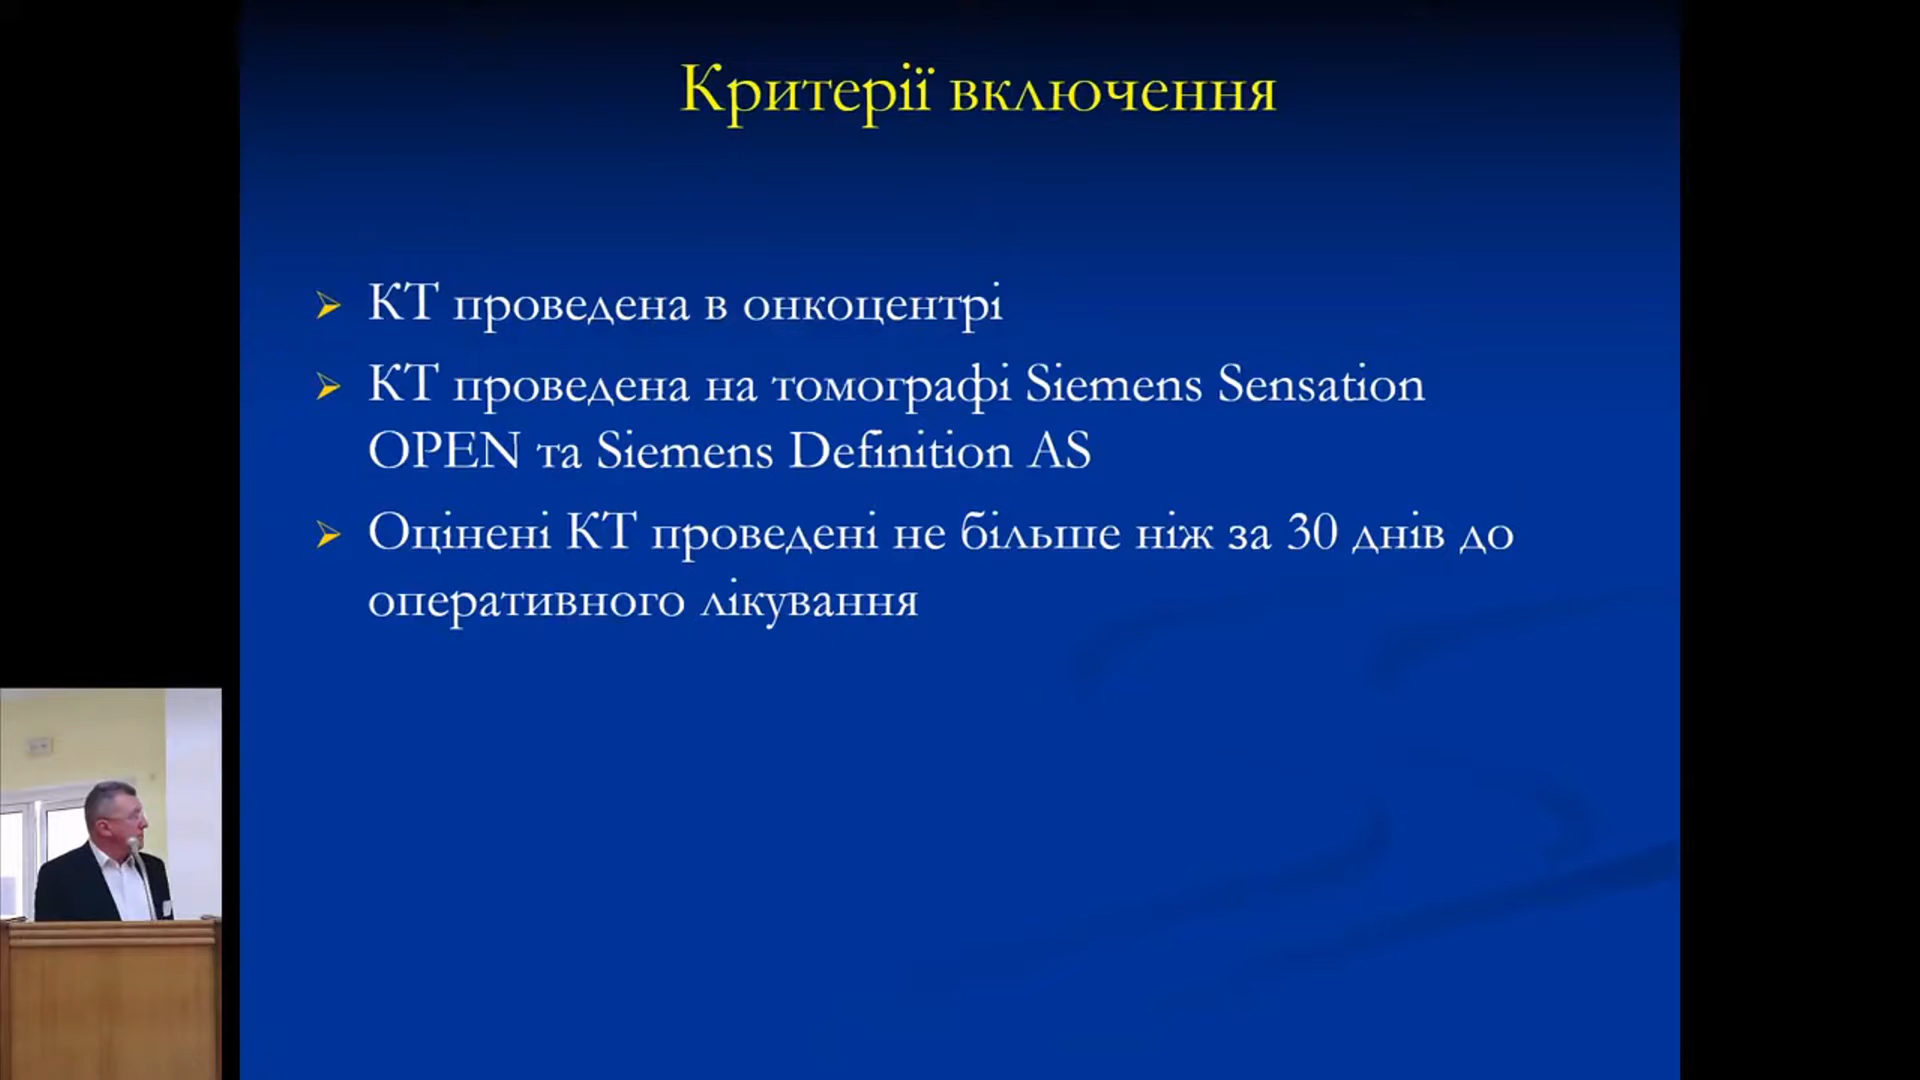 Критерії включення
КТ проведена в онкоцентрі
КТ проведена на томографі Siemens Sensation
OPEN та Siemens Definition AS
Оцінені КТ проведені не більше ніж за 30 днів до
оперативного лікування